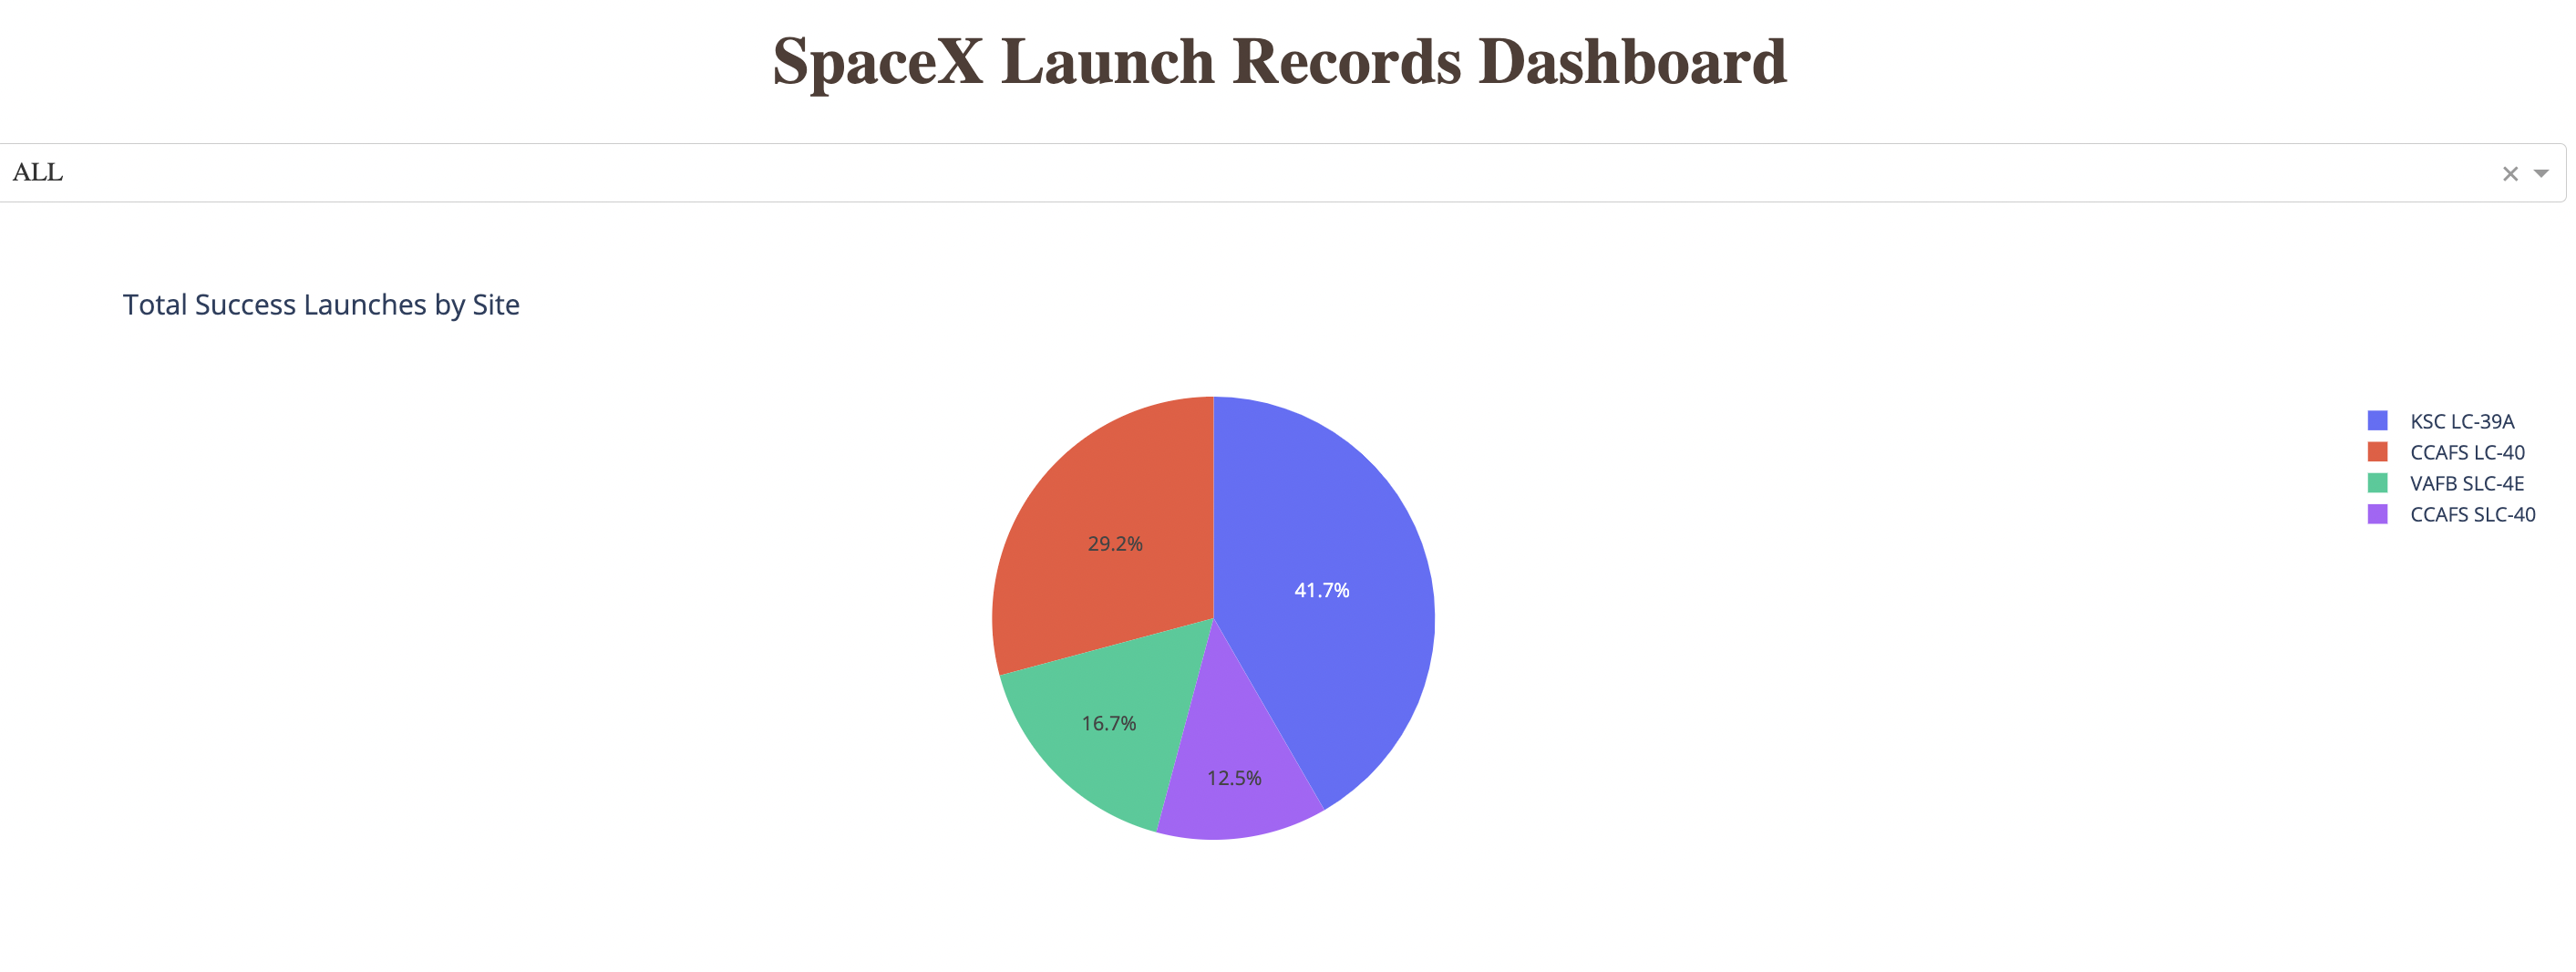 SpaceX Launch Records Dashboard
ALL
Total Success Launches by Site
KSC LC-39A
CCAFS LC-40
VAFB SLC-4E
CCAFS SLC-40
29.2%
41.7%
16.7%
12.5%